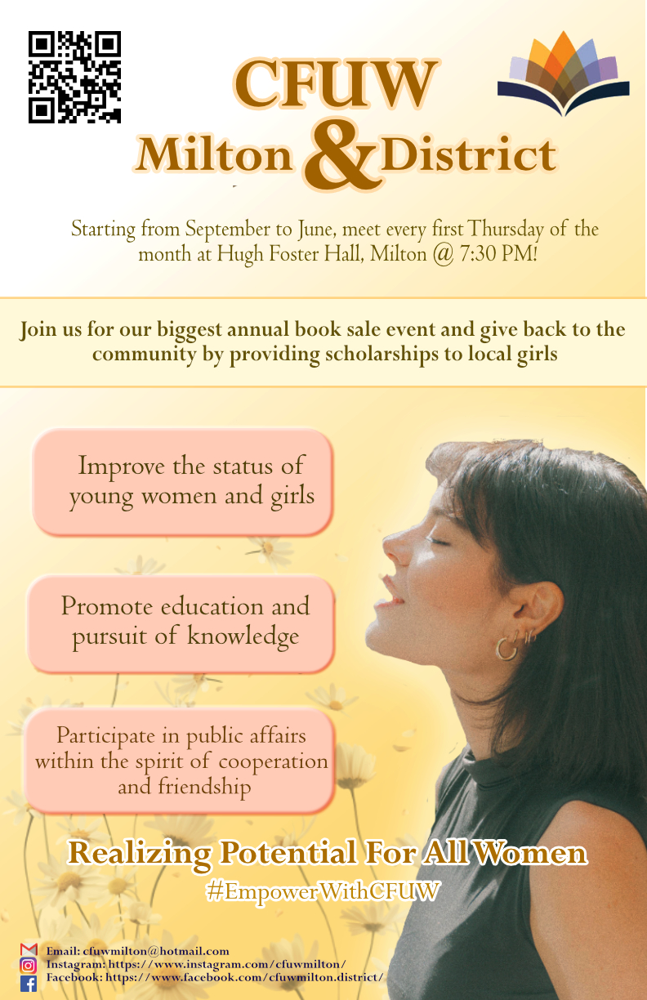 CFUW
Milton & District
Starting from September to June, meet every first Thursday of the
month at Hugh Foster Hall, Milton @ 7:30 PM!
Join us for our biggest annual book sale event and give back to the
community by providing scholarships to local girls
Improve the status of
young women and girls
Promote education and
pursuit of knowledge
Participate in public affairs
within the spirit of cooperation
and friendship
Realizing Potential For All Women
#EmpowerWithCFUW
Email: cfuwmilton@hotmail.com
Instagram: https://www.instagram.com/cfuwmilton/
Facebook: https://www.facebook.com/cfuwmilton.district/